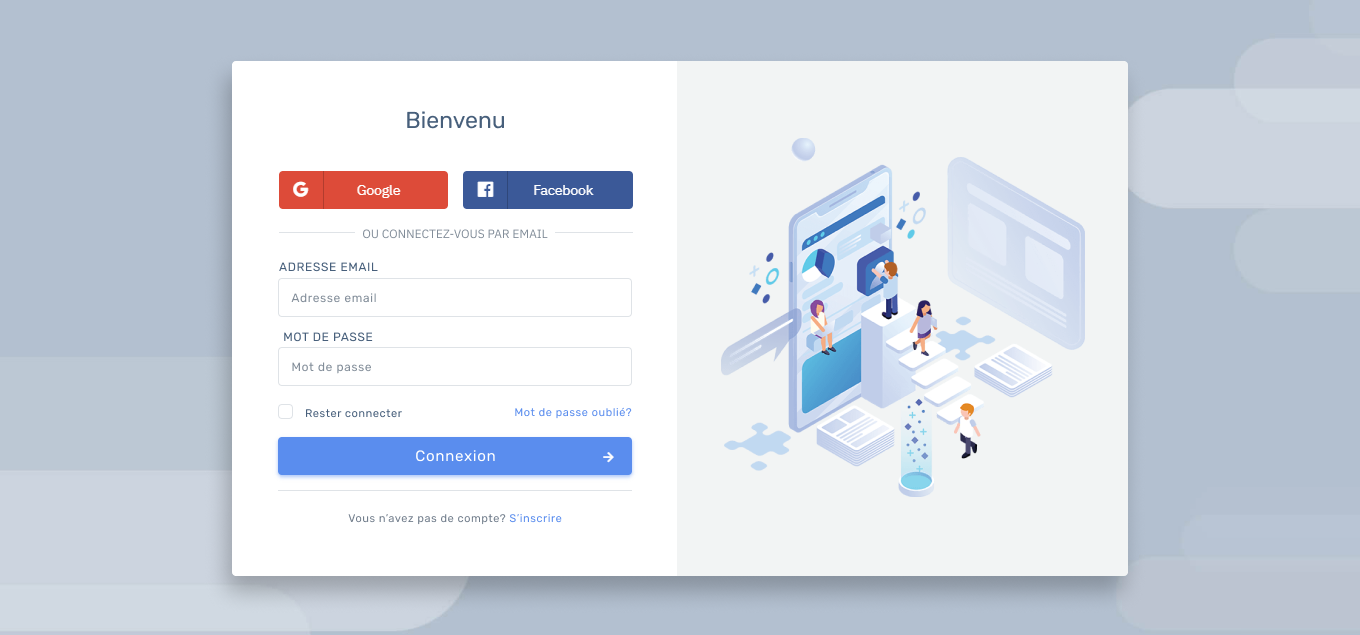 Bienvenu
Google
Facebook
OU CONNECTEZ-VOUS PAR EMAIL
ADRESSE EMAIL
Adresse email
MOT DE PASSE
Mot de passe
Rester connecter
Mot de passe oublié?
Connexion
Vous n'avez pas de compte? S'inscrire